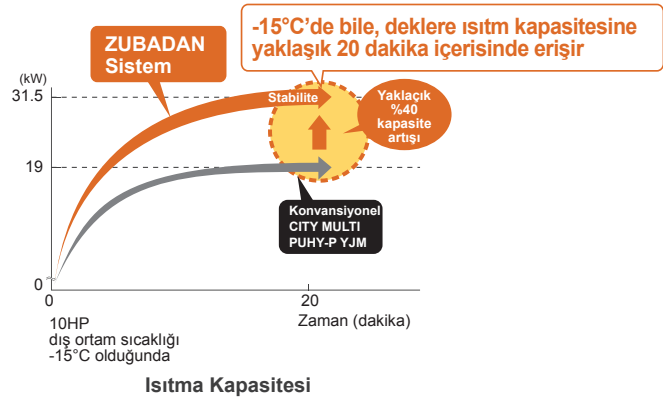 -15°C'de bile, deklere ısıtm kapasitesine
yaklaşık 20 dakika içerisinde erişir
ZUBADAN
Sistem
(kW)
31.5
Stabilite
Yaklaçık
%40
kapasite
artışı
19
Konvansiyonel
CITY MULTI
PUHY-P YJM
0
0
20
Zaman (dakika)
10HP
dış ortam sıcaklığı
-15°C olduğunda
Isıtma Kapasitesi